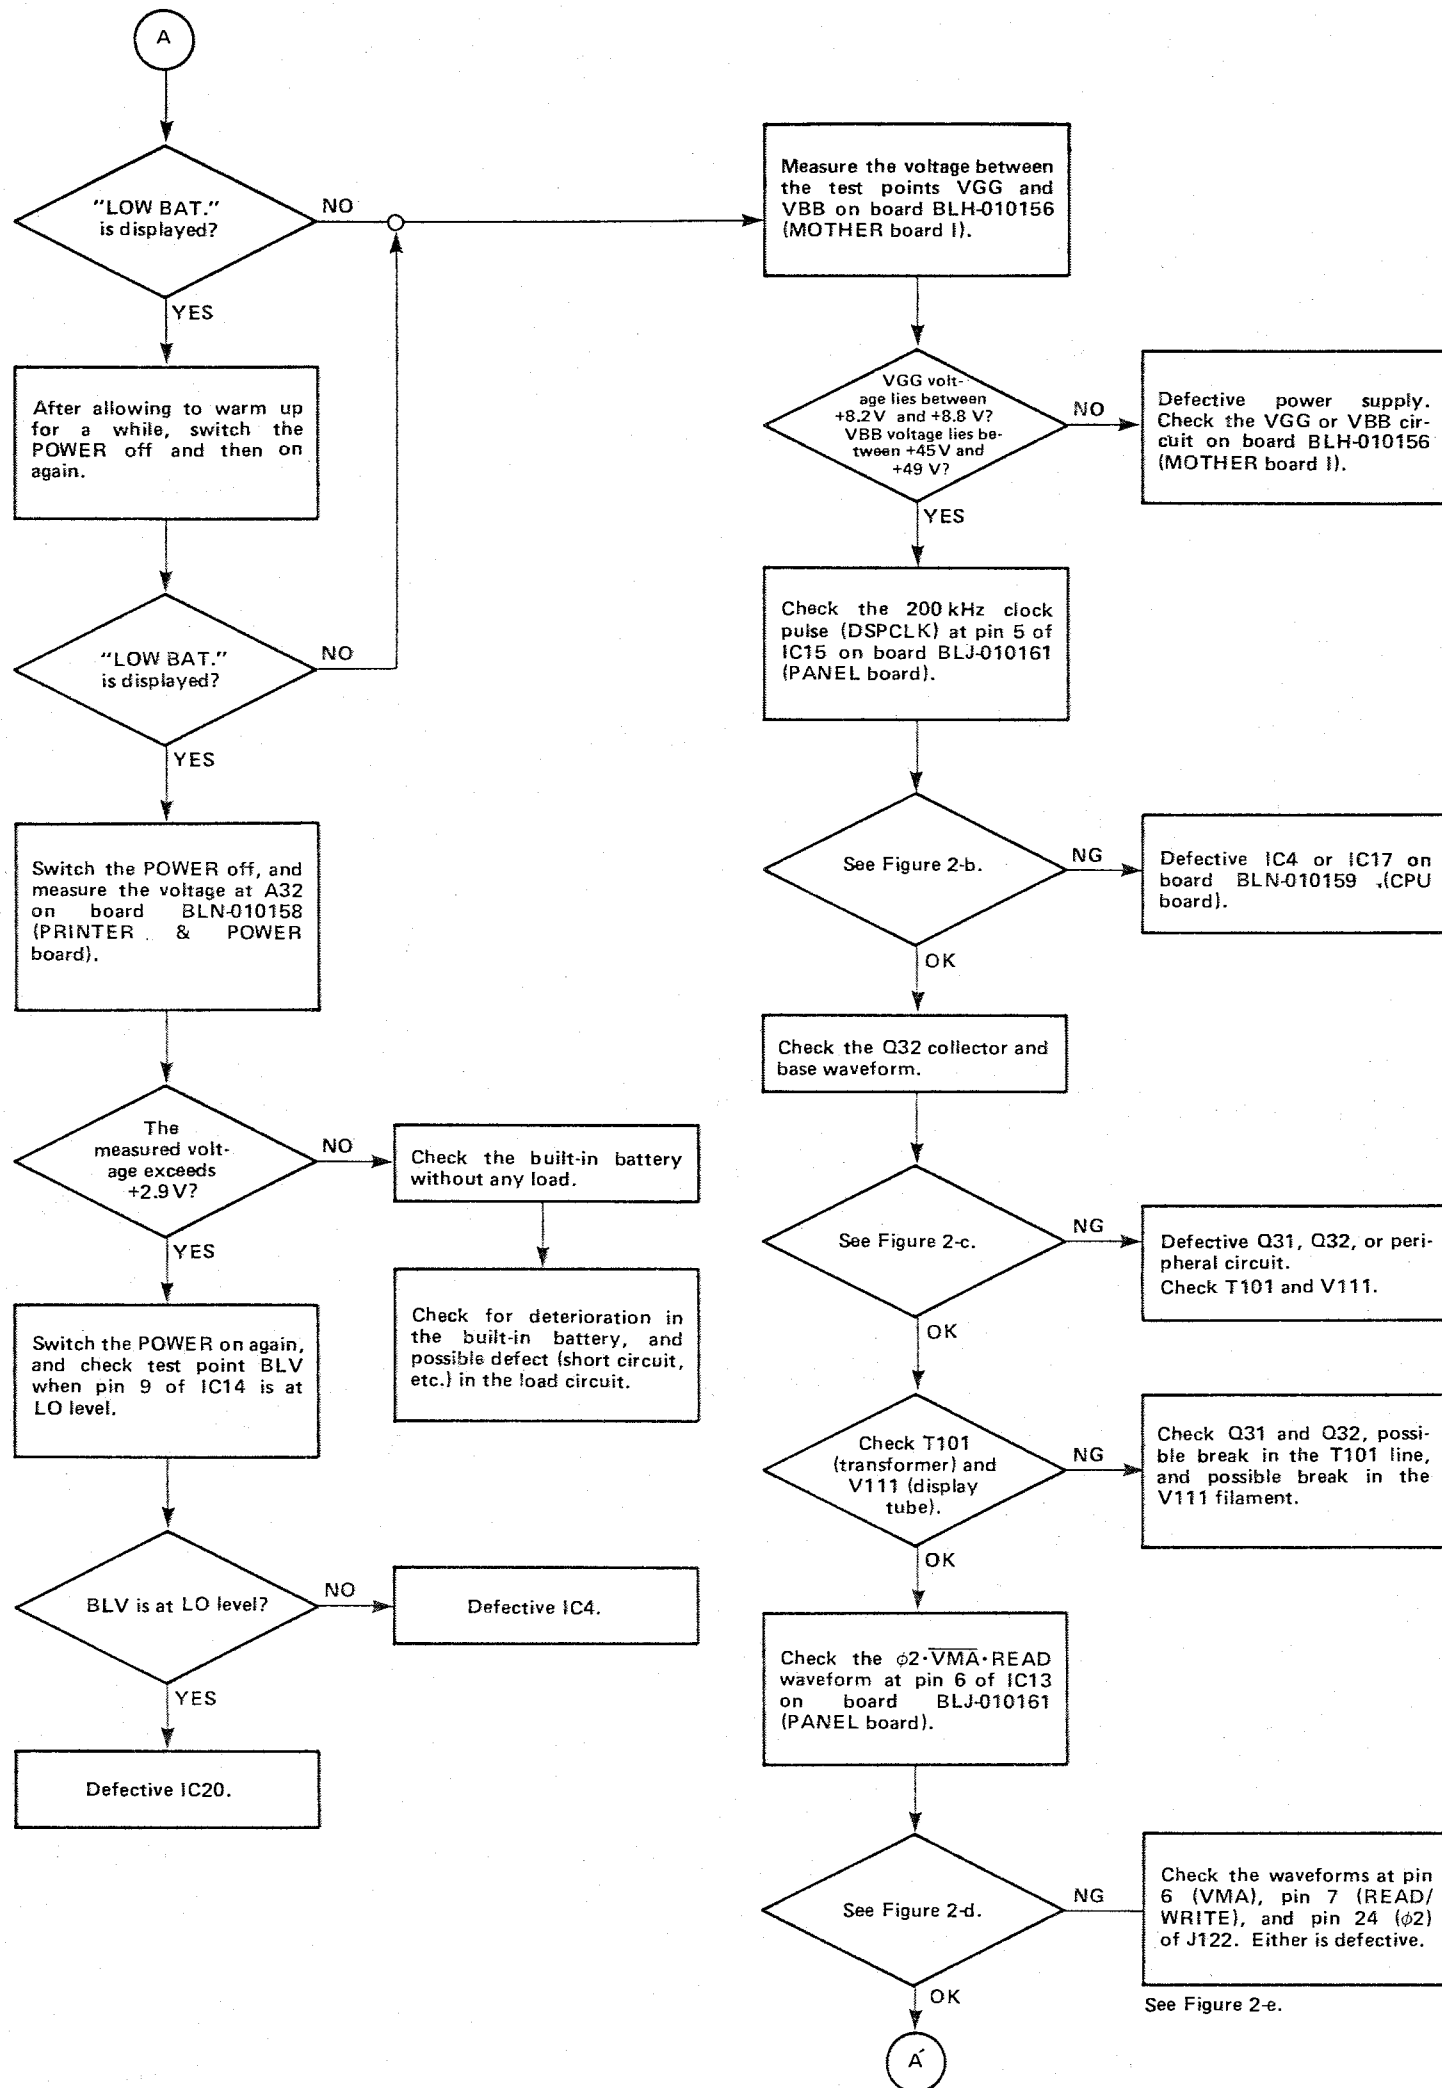 A
"LOW BAT."
is displayed?
NO
YES
After allowing to warm up
for a while, switch the
POWER off and then on
again.
"LOW BAT."
is displayed?
NO
YES
Switch the POWER off, and
measure the voltage at A32
on board BLN-010158
(PRINTER & POWER
board).
The
measured volt-
age exceeds
+2.9 V?
NO
Check the built-in battery
without any load.
Check for deterioration in
the built-in battery, and
possible defect (short circuit,
etc.) in the load circuit.
YES
Switch the POWER on again,
and check test point BLV
when pin 9 of IC14 is at
LO level.
BLV is at LO level?
NO
Defective IC4.
YES
Defective IC20.
Measure the voltage between
the test points VGG and
VBB on board BLH-010156
(MOTHER board I).
VGG volt-
age lies between
+8.2 V and +8.8 V?
VBB voltage lies be-
tween +45 V and
+49 V?
NO
Defective power supply.
Check the VGG or VBB cir-
cuit on board BLH-010156
(MOTHER board I).
YES
Check the 200 kHz clock
pulse (DSPCLK) at pin 5 of
IC15 on board BLJ-010161
(PANEL board).
See Figure 2-b.
NG
Defective IC4 or IC17 on
board BLN-010159 (CPU
board).
OK
Check the Q32 collector and
base waveform.
See Figure 2-c.
NG
Defective Q31, Q32, or peri-
pheral circuit.
Check T101 and V111.
OK
Check T101
(transformer) and
V111 (display
tube).
NG
Check Q31 and Q32, possi-
ble break in the T101 line,
and possible break in the
V111 filament.
OK
Check the φ2·V̅M̅A̅·READ
waveform at pin 6 of IC13
on board BLJ-010161
(PANEL board).
See Figure 2-d.
NG
Check the waveforms at pin
6 (VMA), pin 7 (READ/
WRITE), and pin 24 (φ2)
of J122. Either is defective.
See Figure 2-e.
OK
A´